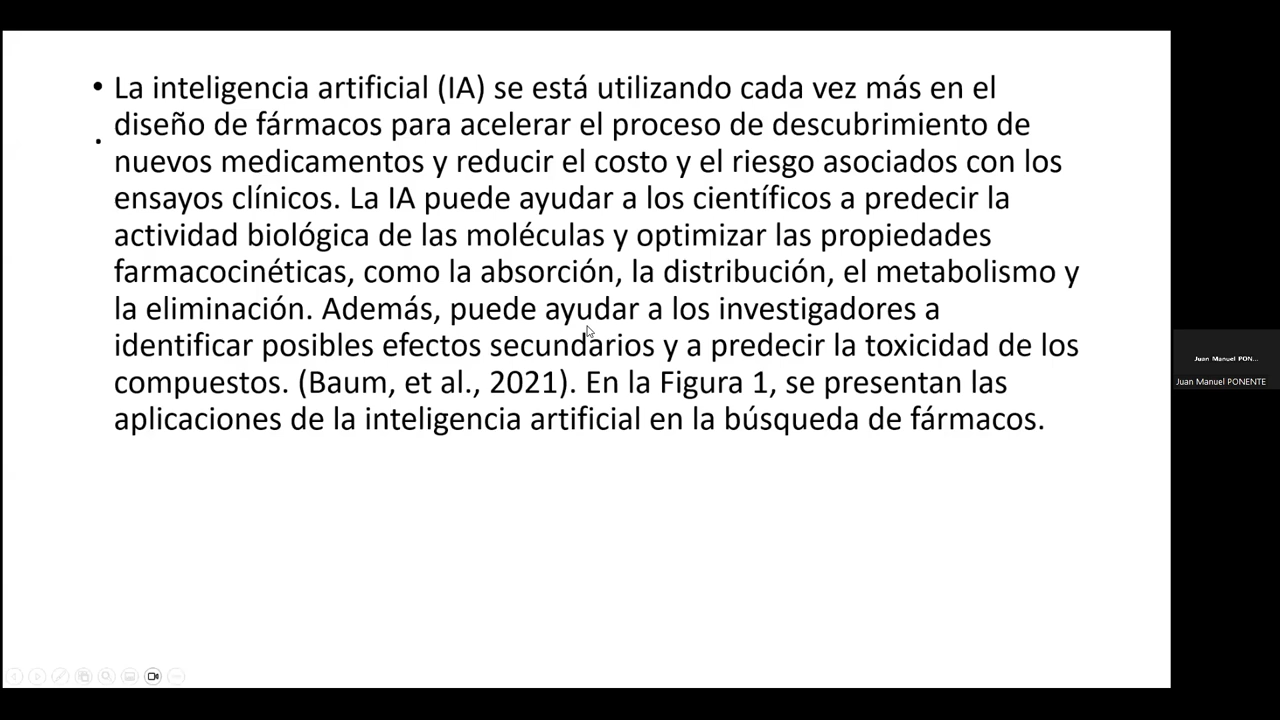 • La inteligencia artificial (IA) se está utilizando cada vez más en el
diseño de fármacos para acelerar el proceso de descubrimiento de
nuevos medicamentos y reducir el costo y el riesgo asociados con los
ensayos clínicos. La IA puede ayudar a los científicos a predecir la
actividad biológica de las moléculas y optimizar las propiedades
farmacocinéticas, como la absorción, la distribución, el metabolismo y
la eliminación. Además, puede ayudar a los investigadores a
identificar posibles efectos secundarios y a predecir la toxicidad de los
compuestos. (Baum, et al., 2021). En la Figura 1, se presentan las
aplicaciones de la inteligencia artificial en la búsqueda de fármacos.
Juan Manuel PON...
Juan Manuel PONENTE